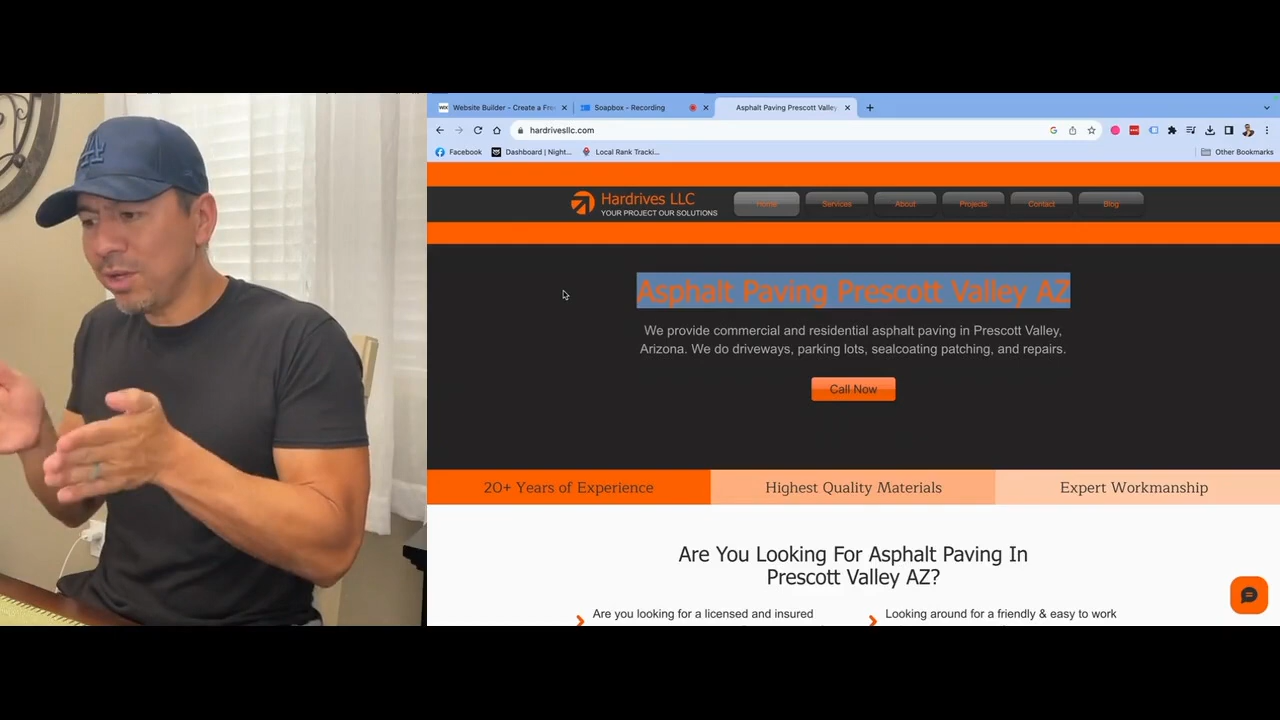 WIX Website Builder - Create a Fre
Soapbox - Recording
Asphalt Paving Prescott Valley
hardrivesllc.com
Facebook
Dashboard | Night...
Local Rank Tracki...
Other Bookmarks
Hardrives LLC
YOUR PROJECT OUR SOLUTIONS
Home
Services
About
Projects
Contact
Blog
Asphalt Paving Prescott Valley AZ
We provide commercial and residential asphalt paving in Prescott Valley,
Arizona. We do driveways, parking lots, sealcoating patching, and repairs.
Call Now
20+ Years of Experience
Highest Quality Materials
Expert Workmanship
Are You Looking For Asphalt Paving In
Prescott Valley AZ?
Are you looking for a licensed and insured
Looking around for a friendly & easy to work
LA